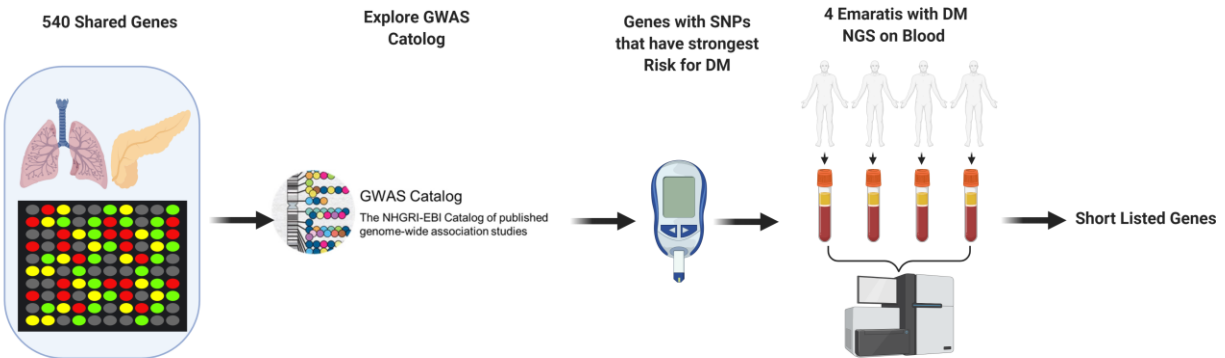 540 Shared Genes
Explore GWAS
Catolog
Genes with SNPs
that have strongest
Risk for DM
4 Emaratis with DM
NGS on Blood
GWAS Catalog
The NHGRI-EBI Catalog of published
genome-wide association studies
Short Listed Genes